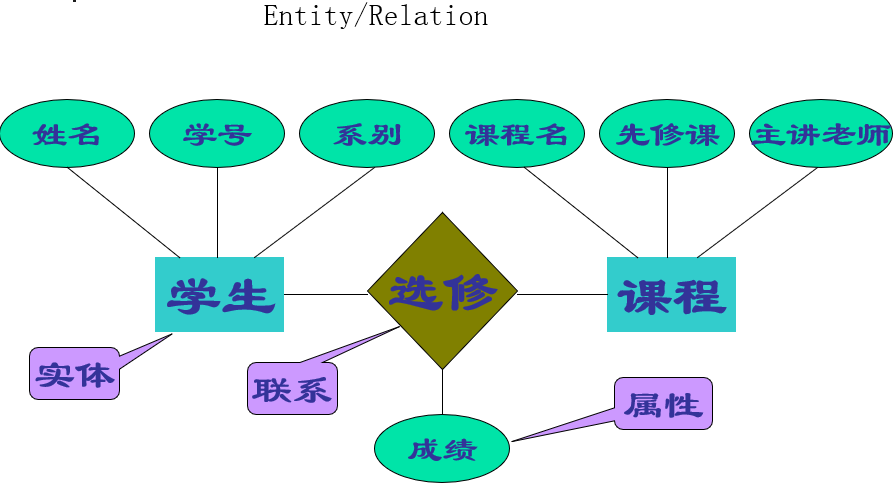 Entity/Relation
姓名
学号
系别
课程名
先修课
主讲老师
学生
选修
课程
实体
联系
属性
成绩